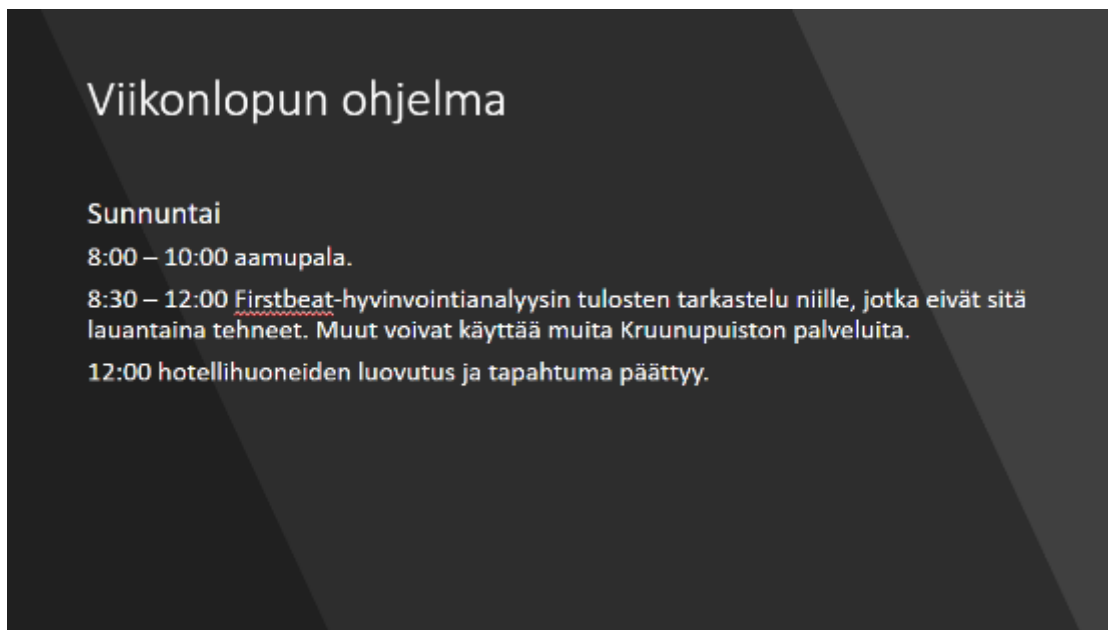 Viikonlopun ohjelma
Sunnuntai
8:00 – 10:00 aamupala.
8:30 – 12:00 Firstbeat-hyvinvointianalyysin tulosten tarkastelu niille, jotka eivät sitä
lauantaina tehneet. Muut voivat käyttää muita Kruunupuiston palveluita.
12:00 hotellihuoneiden luovutus ja tapahtuma päättyy.